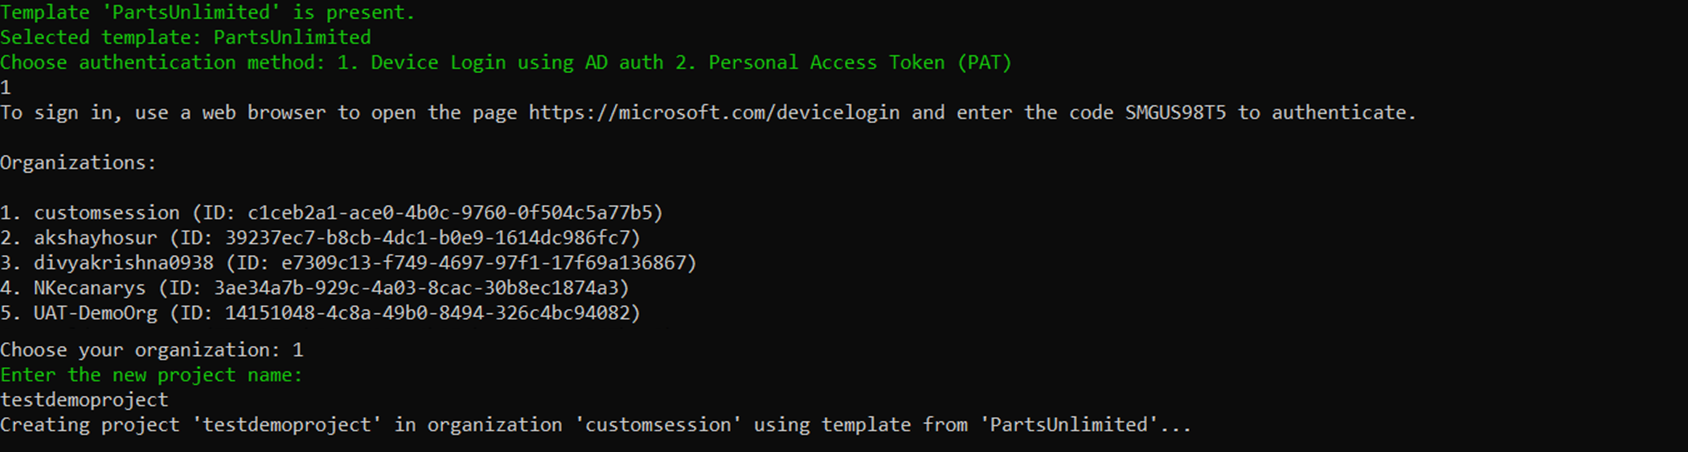 Template 'PartsUnlimited' is present.
Selected template: PartsUnlimited
Choose authentication method: 1. Device Login using AD auth 2. Personal Access Token (PAT)
1
To sign in, use a web browser to open the page https://microsoft.com/devicelogin and enter the code SMGUS98T5 to authenticate.
Organizations:
1. customsession (ID: c1ceb2a1-ace0-4b0c-9760-0f504c5a77b5)
2. akshayhosur (ID: 39237ec7-b8cb-4dc1-b0e9-1614dc986fc7)
3. divyakrishna0938 (ID: e7309c13-f749-4697-97f1-17f69a136867)
4. NKecanarys (ID: 3ae34a7b-929c-4a03-8cac-30b8ec1874a3)
5. UAT-DemoOrg (ID: 14151048-4c8a-49b0-8494-326c4bc94082)
Choose your organization: 1
Enter the new project name:
testdemoproject
Creating project 'testdemoproject' in organization 'customsession' using template from 'PartsUnlimited'...